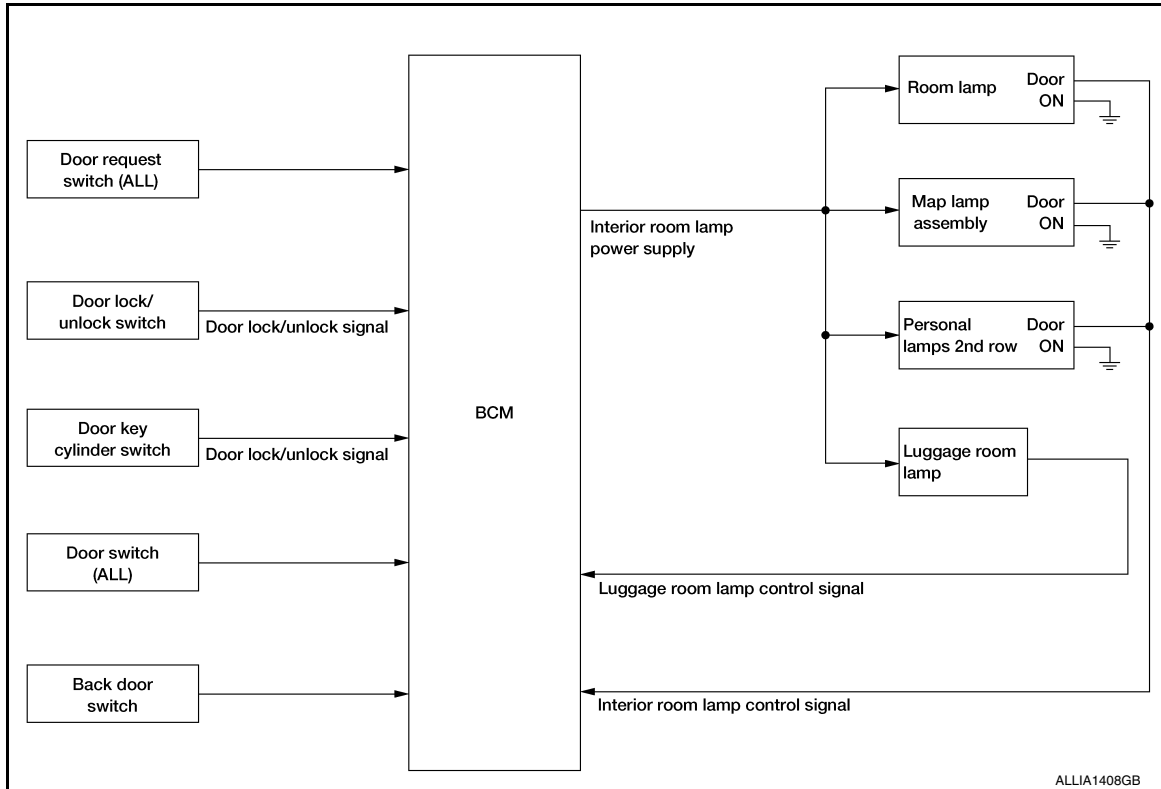 Door request
switch (ALL)
Door lock/
unlock switch
Door lock/unlock signal
Door key
cylinder switch
Door lock/unlock signal
Door switch
(ALL)
Back door
switch
BCM
Interior room lamp
power supply
Room lamp
Door
ON
Map lamp
assembly
Door
ON
Personal
lamps 2nd row
Door
ON
Luggage room
lamp
Luggage room lamp control signal
Interior room lamp control signal
ALLIA1408GB